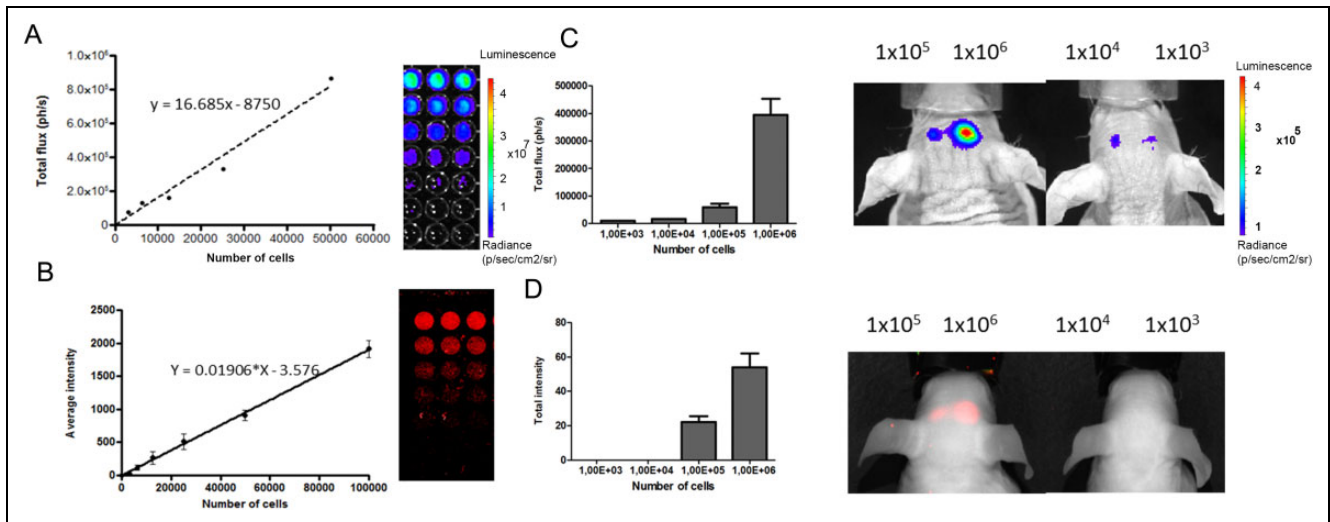 A
1.0x10⁶
8.0x10⁵
6.0x10⁵
4.0x10⁵
2.0x10⁵
0
Total flux (ph/s)
y = 16.685x - 8750
0 10000 20000 30000 40000 50000 60000
Number of cells
Luminescence
4
3
x10⁷
2
1
Radiance
(p/sec/cm2/sr)
B
2500
2000
1500
1000
500
0
Average intensity
Y = 0.01906*X - 3.576
0 20000 40000 60000 80000 100000
Number of cells
C
500000
400000
300000
200000
100000
0
Total flux (ph/s)
1,00E+03 1,00E+04 1,00E+05 1,00E+06
Number of cells
1x10⁵ 1x10⁶ 1x10⁴ 1x10³
Luminescence
4
3
x10⁵
2
1
Radiance
(p/sec/cm2/sr)
D
80
60
40
20
0
Total intensity
1,00E+03 1,00E+04 1,00E+05 1,00E+06
Number of cells
1x10⁵ 1x10⁶ 1x10⁴ 1x10³